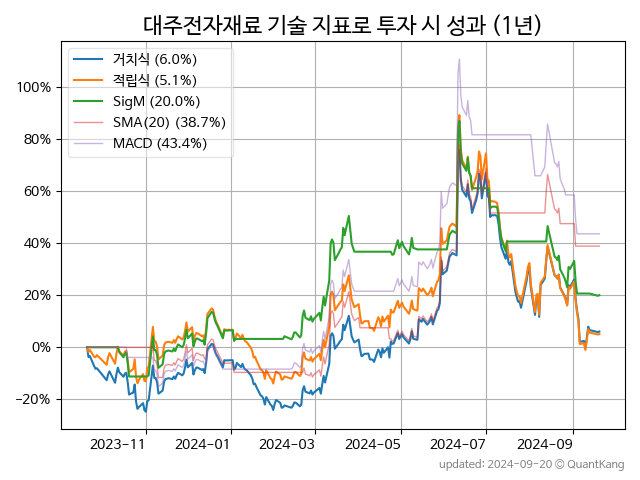 대주전자재료 기술 지표로 투자 시 성과 (1년)
거치식 (6.0%)
적립식 (5.1%)
SigM (20.0%)
SMA(20) (38.7%)
MACD (43.4%)
100%
80%
60%
40%
20%
0%
−20%
2023-11 2024-01 2024-03 2024-05 2024-07 2024-09
updated: 2024-09-20 © QuantKang